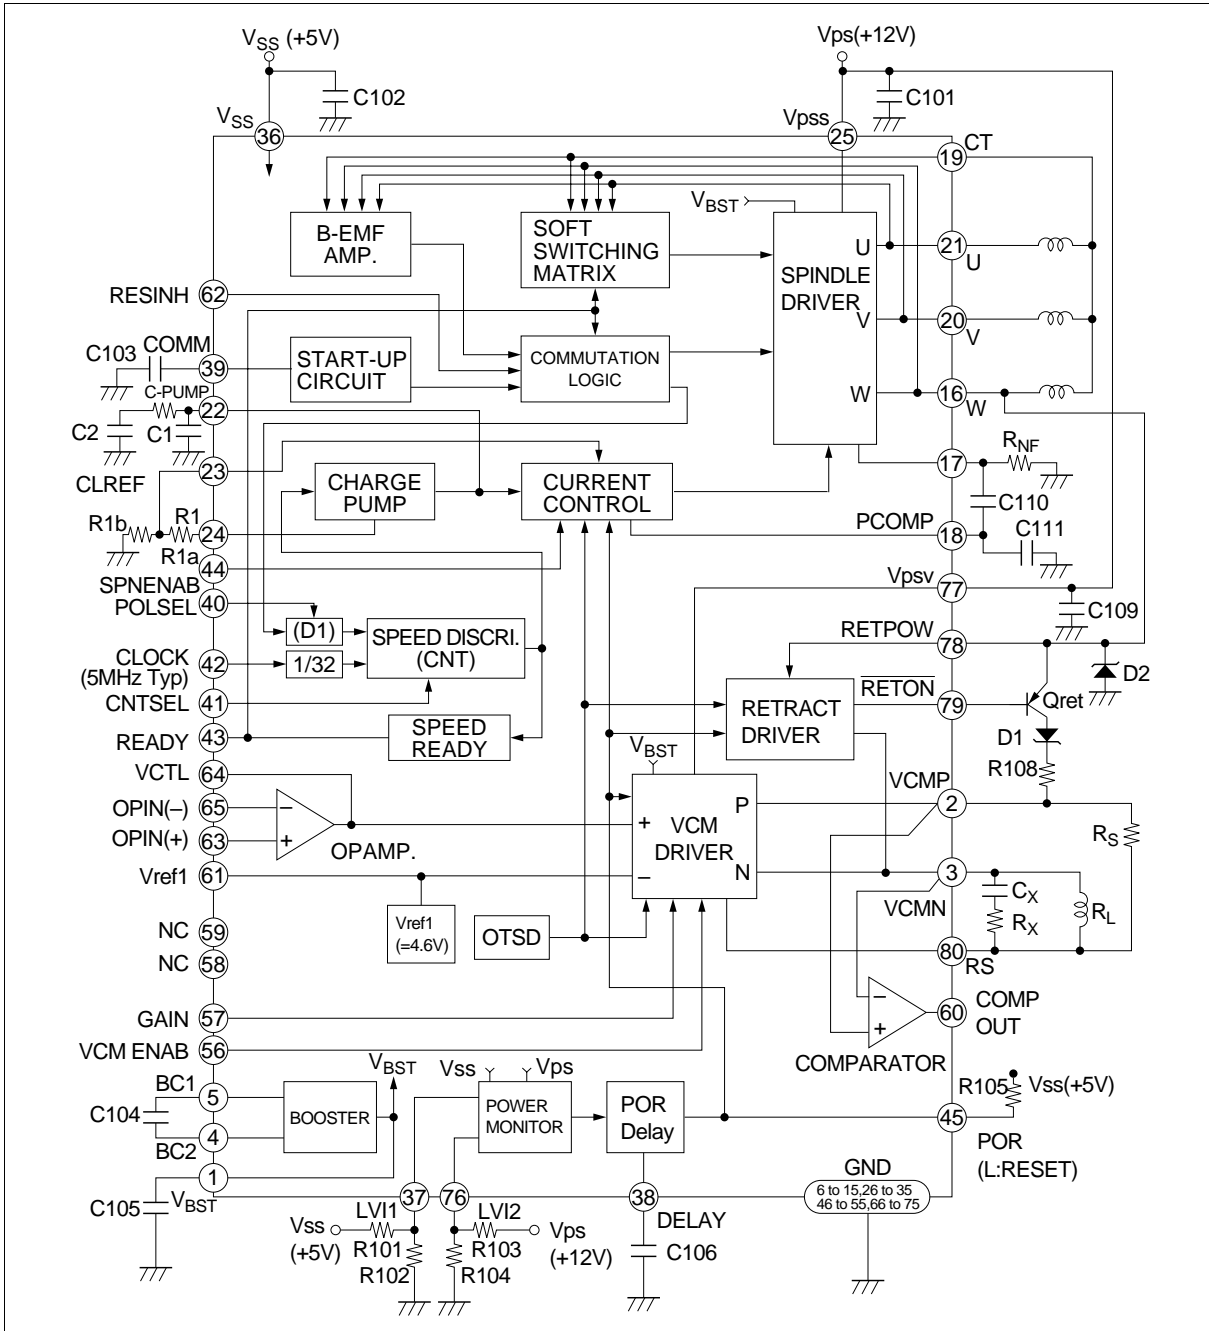 VSS (+5V)
Vps(+12V)
C102
C101
VSS
36
Vpss
25
CT
19
VBST
B-EMF
AMP.
SOFT
SWITCHING
MATRIX
SPINDLE
DRIVER
U
21
U
RESINH
62
V
20
V
C103
COMM
39
START-UP
CIRCUIT
COMMUTATION
LOGIC
C-PUMP
22
W
16
W
C2
C1
RNF
23
17
CLREF
CHARGE
PUMP
CURRENT
CONTROL
C110
R1b
R1
24
R1a
PCOMP
18
C111
44
SPNENAB
Vpsv
77
POLSEL
40
C109
(D1)
SPEED DISCRI.
(CNT)
RETPOW
78
CLOCK
(5MHz Typ)
42
1/32
D2
CNTSEL
41
RETON
79
Qret
RETRACT
DRIVER
READY
43
SPEED
READY
D1
VBST
R108
VCTL
64
VCMP
OPIN(–)
65
–
P
2
OPIN(+)
63
+
+
VCM
DRIVER
RS
OPAMP.
Vref1
61
–
N
3
CX
VCMN
RL
Vref1
(=4.6V)
OTSD
RX
NC
59
NC
58
80
RS
–
+
60
COMP
OUT
GAIN
57
VCM ENAB
56
COMPARATOR
VBST
Vss
Vps
R105
Vss(+5V)
BC1
5
C104
BOOSTER
POWER
MONITOR
POR
Delay
45
4
BC2
POR
(L:RESET)
1
GND
C105
VBST
37
76
38
6 to 15,26 to 35
46 to 55,66 to 75
Vss
(+5V)
LVI1
LVI2
Vps
(+12V)
DELAY
R101
R103
C106
R102
R104